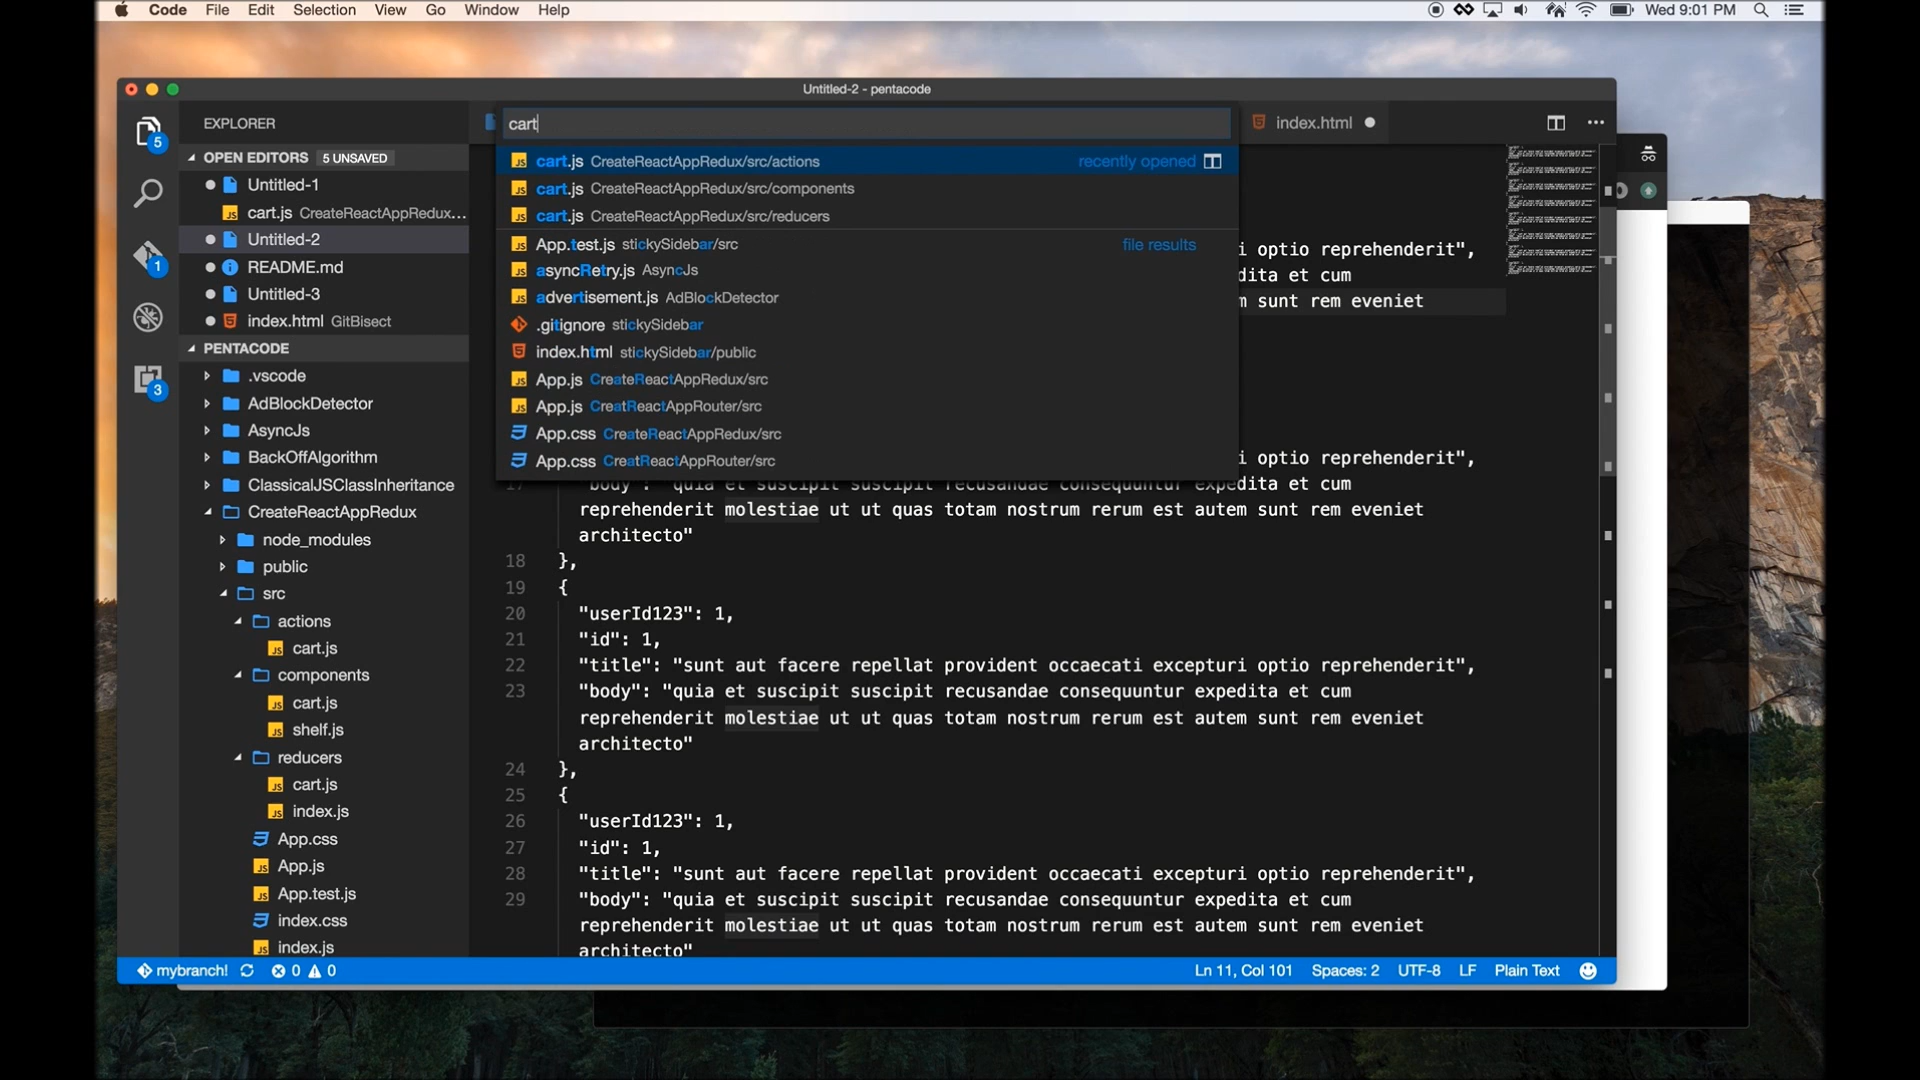 Code File Edit Selection View Go Window Help Wed 9:01 PM
Untitled-2 - pentacode
EXPLORER
OPEN EDITORS 5 UNSAVED
Untitled-1
cart.js CreateReactAppRedux...
Untitled-2
README.md
Untitled-3
index.html GitBisect
PENTACODE
.vscode
AdBlockDetector
AsyncJs
BackOffAlgorithm
ClassicalJSClassInheritance
CreateReactAppRedux
node_modules
public
src
actions
cart.js
components
cart.js
shelf.js
reducers
cart.js
index.js
App.css
App.js
App.test.js
index.css
index.js
5
1
3
cart
index.html
cart.js CreateReactAppRedux/src/actions recently opened
cart.js CreateReactAppRedux/src/components
cart.js CreateReactAppRedux/src/reducers
App.test.js stickySidebar/src file results
asyncRetry.js AsyncJs
advertisement.js AdBlockDetector
.gitignore stickySidebar
index.html stickySidebar/public
App.js CreateReactAppRedux/src
App.js CreatReactAppRouter/src
App.css CreateReactAppRedux/src
App.css CreatReactAppRouter/src
i optio reprehenderit",
edita et cum
m sunt rem eveniet
i optio reprehenderit",
17 "body": "quia et suscipit suscipit recusandae consequuntur expedita et cum
reprehenderit molestiae ut ut quas totam nostrum rerum est autem sunt rem eveniet
architecto"
18 },
19 {
20 "userId123": 1,
21 "id": 1,
22 "title": "sunt aut facere repellat provident occaecati excepturi optio reprehenderit",
23 "body": "quia et suscipit suscipit recusandae consequuntur expedita et cum
reprehenderit molestiae ut ut quas totam nostrum rerum est autem sunt rem eveniet
architecto"
24 },
25 {
26 "userId123": 1,
27 "id": 1,
28 "title": "sunt aut facere repellat provident occaecati excepturi optio reprehenderit",
29 "body": "quia et suscipit suscipit recusandae consequuntur expedita et cum
reprehenderit molestiae ut ut quas totam nostrum rerum est autem sunt rem eveniet
architecto"
mybranch! 0 0 Ln 11, Col 101 Spaces: 2 UTF-8 LF Plain Text